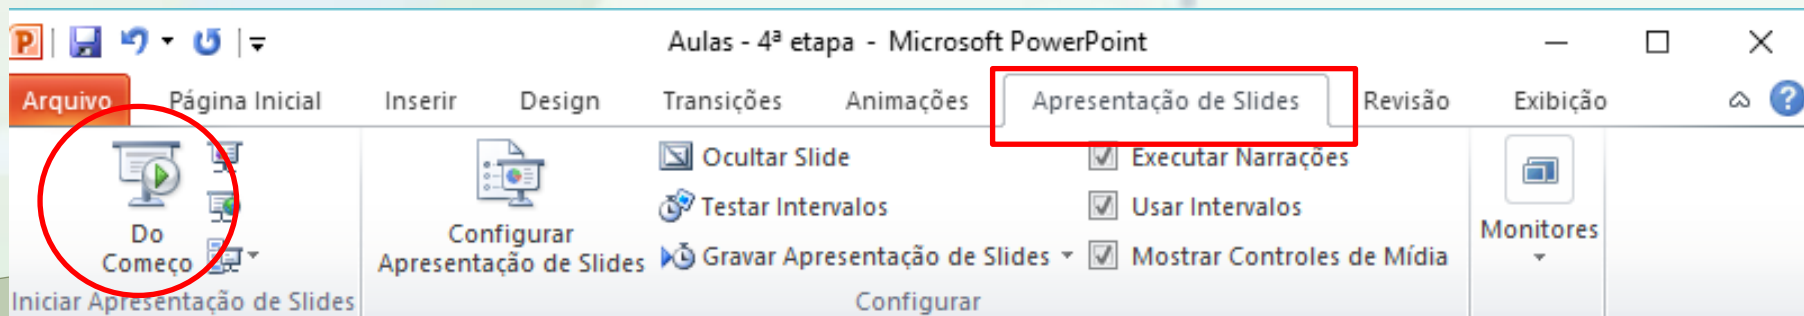 Aulas - 4ª etapa - Microsoft PowerPoint
Arquivo Página Inicial Inserir Design Transições Animações Apresentação de Slides Revisão Exibição
Do
Começo
Iniciar Apresentação de Slides
Configurar
Apresentação de Slides
Ocultar Slide
Testar Intervalos
Gravar Apresentação de Slides
Executar Narrações
Usar Intervalos
Mostrar Controles de Mídia
Configurar
Monitores